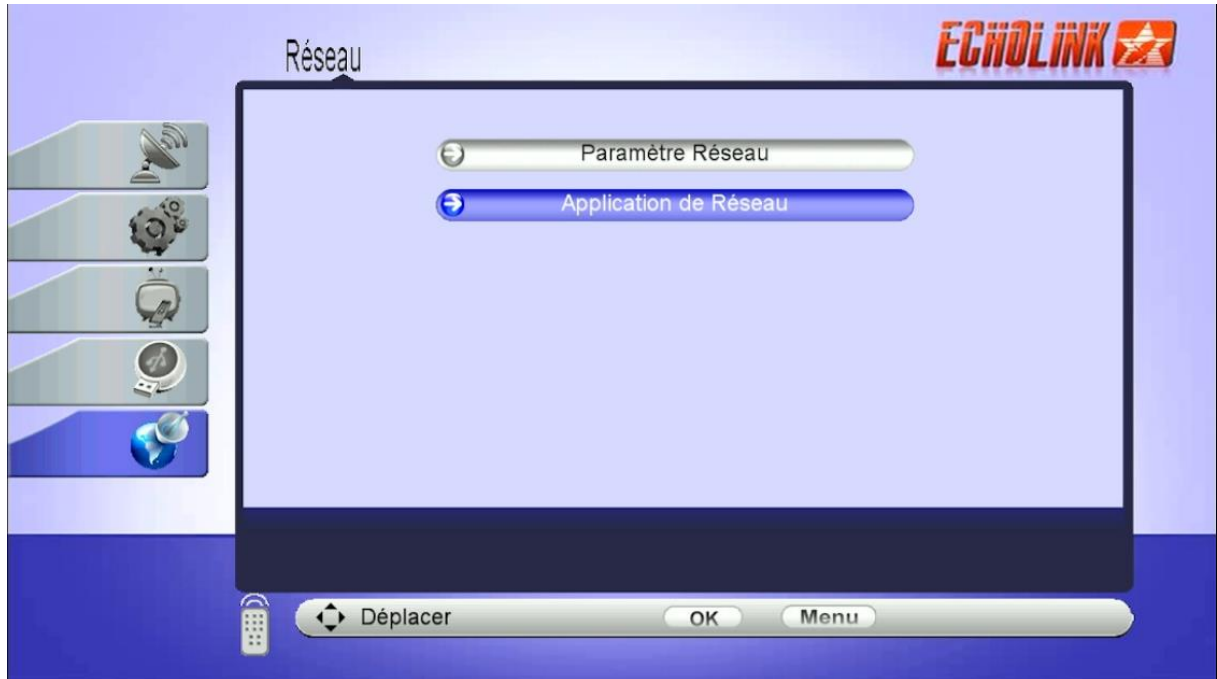 Réseau
ECHOLINK
Paramètre Réseau
Application de Réseau
Déplacer
OK
Menu